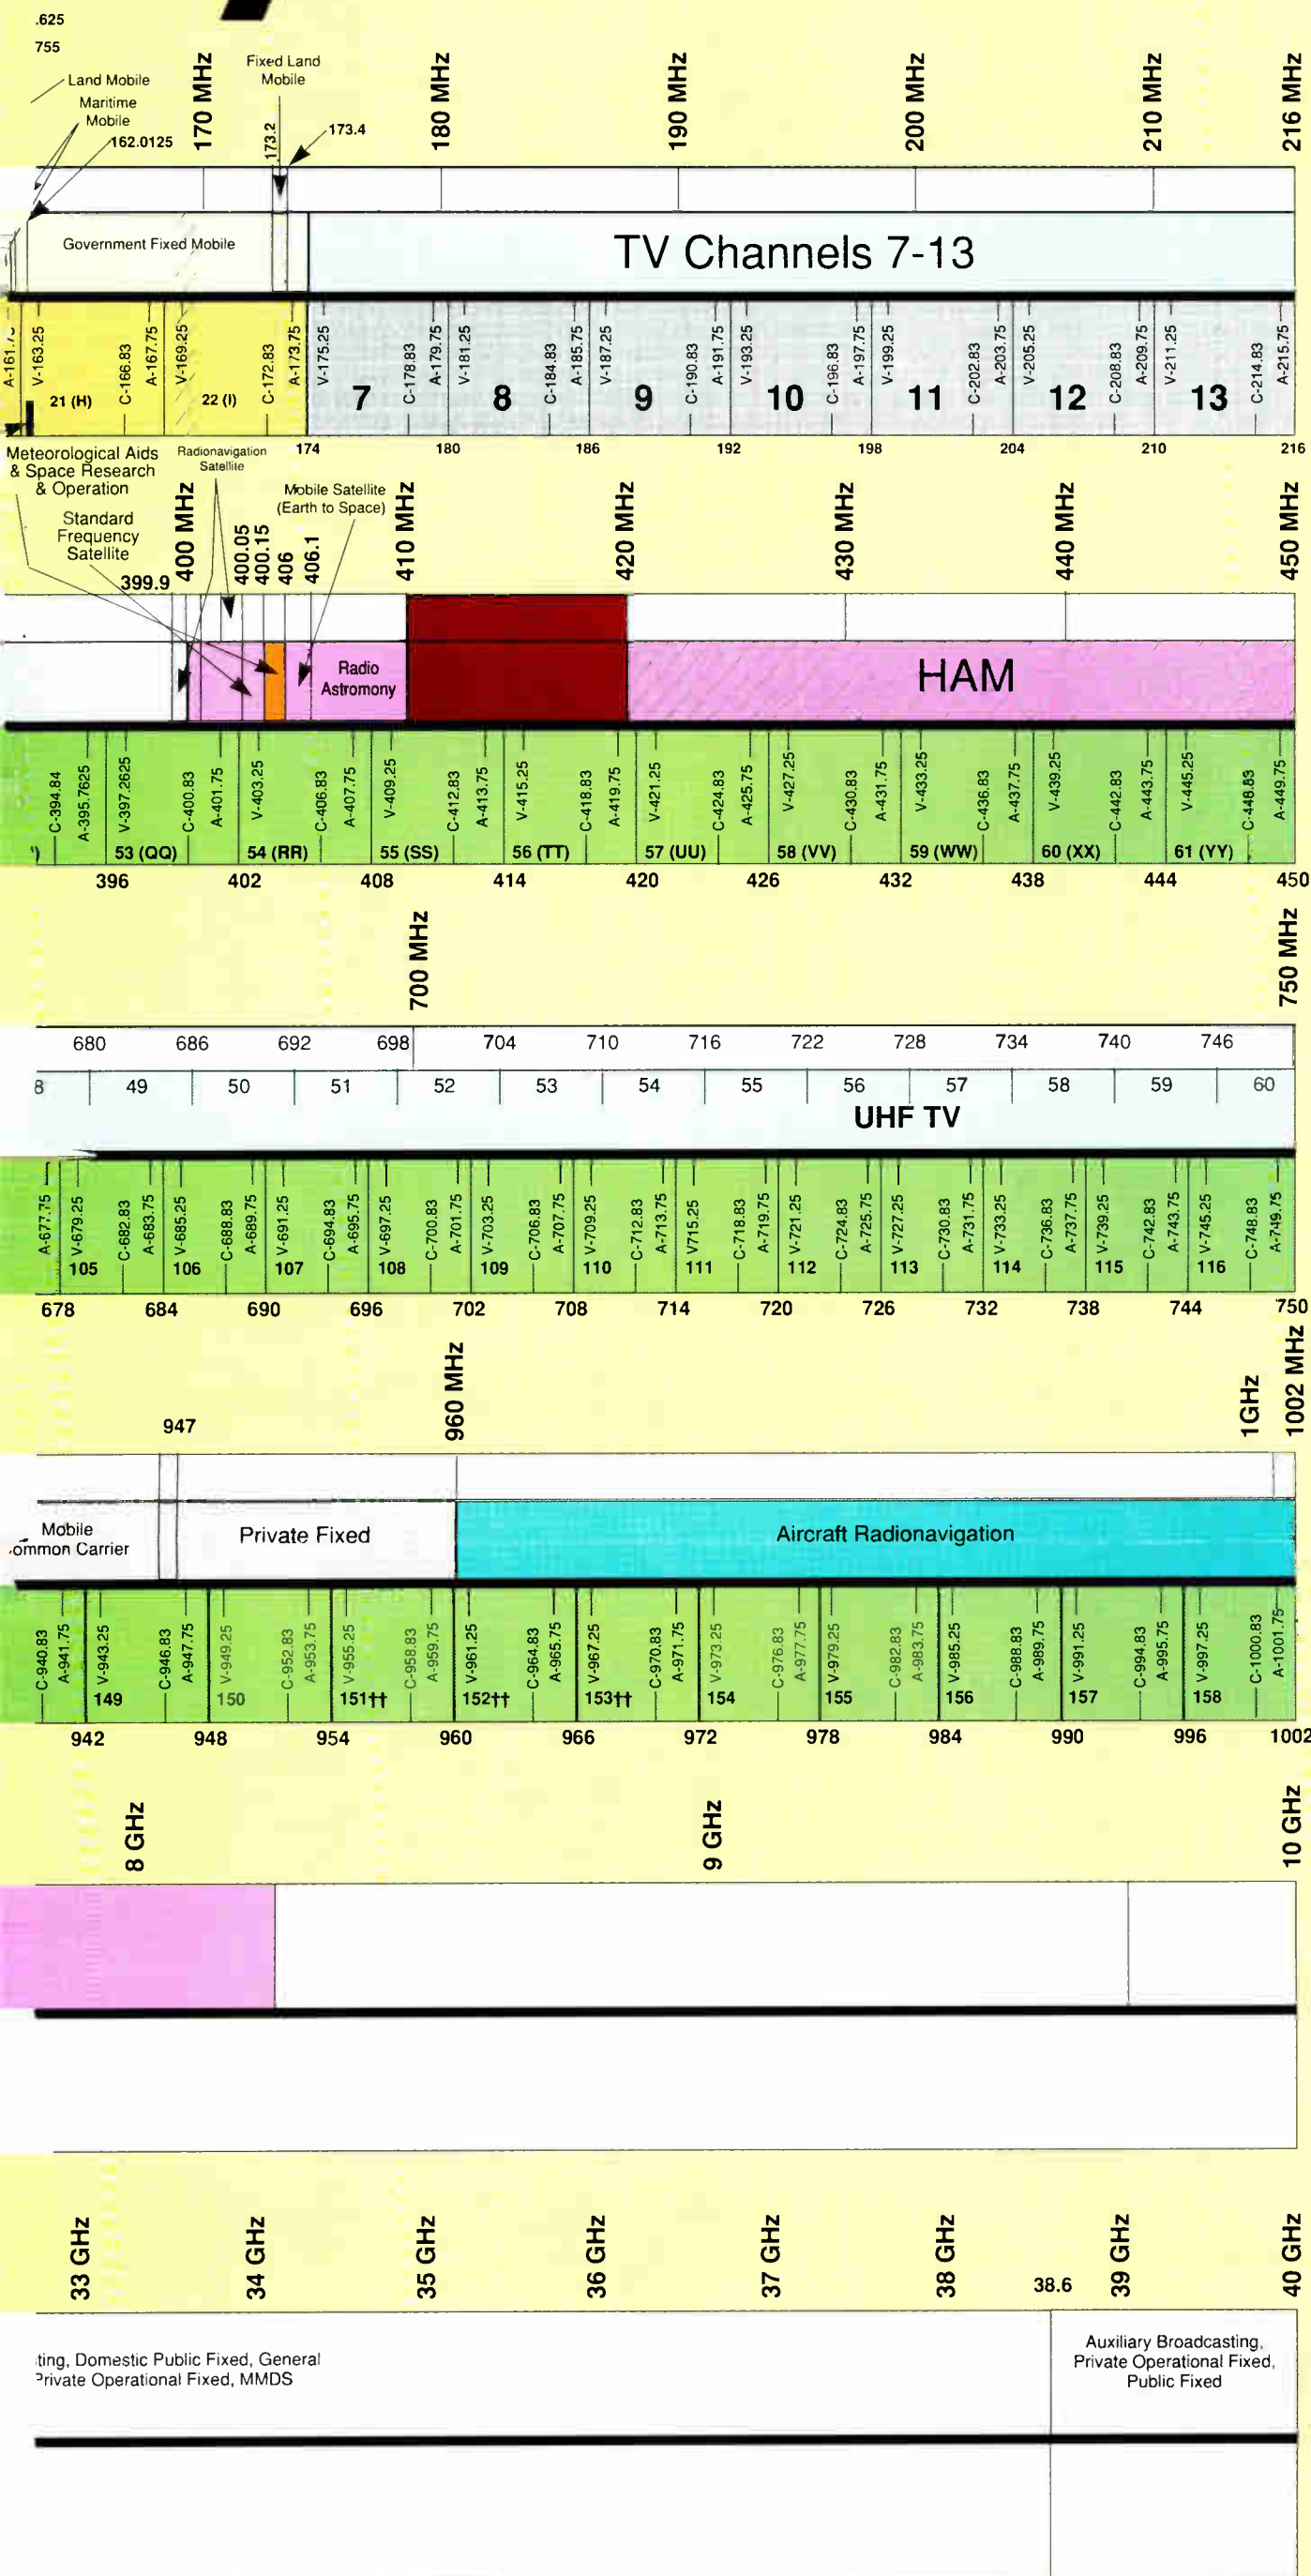 .625
755
Land Mobile
Maritime
Mobile
162.0125
170 MHz
Fixed Land
Mobile
173.2
173.4
180 MHz
190 MHz
200 MHz
210 MHz
216 MHz
Government Fixed Mobile
TV Channels 7-13
V-163.25
21 (H)
C-166.83
A-167.75
V-169.25
22 (I)
C-172.83
A-173.75
V-175.25
7
C-178.83
A-179.75
V-181.25
8
C-184.83
A-185.75
V-187.25
9
C-190.83
A-191.75
V-193.25
10
C-196.83
A-197.75
V-199.25
11
C-202.83
A-203.75
V-205.25
12
C-208.83
A-209.75
V-211.25
13
C-214.83
A-215.75
174 180 186 192 198 204 210 216
Meteorological Aids
& Space Research
& Operation
Radionavigation
Satellite
Standard
Frequency
Satellite
Mobile Satellite
(Earth to Space)
399.9
400 MHz
400.05
400.15
406
406.1
410 MHz
420 MHz
430 MHz
440 MHz
450 MHz
Radio
Astromony
HAM
C-394.84
A-395.7625
V-397.2625
53 (QQ)
C-400.83
A-401.75
V-403.25
54 (RR)
C-406.83
A-407.75
V-409.25
55 (SS)
C-412.83
A-413.75
V-415.25
56 (TT)
C-418.83
A-419.75
V-421.25
57 (UU)
C-424.83
A-425.75
V-427.25
58 (VV)
C-430.83
A-431.75
V-433.25
59 (WW)
C-436.83
A-437.75
V-439.25
60 (XX)
C-442.83
A-443.75
V-445.25
61 (YY)
C-448.83
A-449.75
396 402 408 414 420 426 432 438 444 450
700 MHz
750 MHz
680 686 692 698 704 710 716 722 728 734 740 746
8 49 50 51 52 53 54 55 56 57 58 59 60
UHF TV
A-677.75
V-679.25
105
C-682.83
A-683.75
V-685.25
106
C-688.83
A-689.75
V-691.25
107
C-694.83
A-695.75
V-697.25
108
C-700.83
A-701.75
V-703.25
109
C-706.83
A-707.75
V-709.25
110
C-712.83
A-713.75
V715.25
111
C-718.83
A-719.75
V-721.25
112
C-724.83
A-725.75
V-727.25
113
C-730.83
A-731.75
V-733.25
114
C-736.83
A-737.75
V-739.25
115
C-742.83
A-743.75
V-745.25
116
C-748.83
A-749.75
678 684 690 696 702 708 714 720 726 732 738 744 750
947
960 MHz
1GHz
1002 MHz
Mobile
ommon Carrier
Private Fixed
Aircraft Radionavigation
C-940.83
A-941.75
V-943.25
149
C-946.83
A-947.75
V-949.25
150
C-952.83
A-953.75
V-955.25
151††
C-958.83
A-959.75
V-961.25
152††
C-964.83
A-965.75
V-967.25
153††
C-970.83
A-971.75
V-973.25
154
C-976.83
A-977.75
V-979.25
155
C-982.83
A-983.75
V-985.25
156
C-988.83
A-989.75
V-991.25
157
C-994.83
A-995.75
V-997.25
158
C-1000.83
A-1001.75
942 948 954 960 966 972 978 984 990 996 1002
8 GHz
9 GHz
10 GHz
33 GHz
34 GHz
35 GHz
36 GHz
37 GHz
38 GHz
38.6
39 GHz
40 GHz
ting, Domestic Public Fixed, General
Private Operational Fixed, MMDS
Auxiliary Broadcasting,
Private Operational Fixed,
Public Fixed